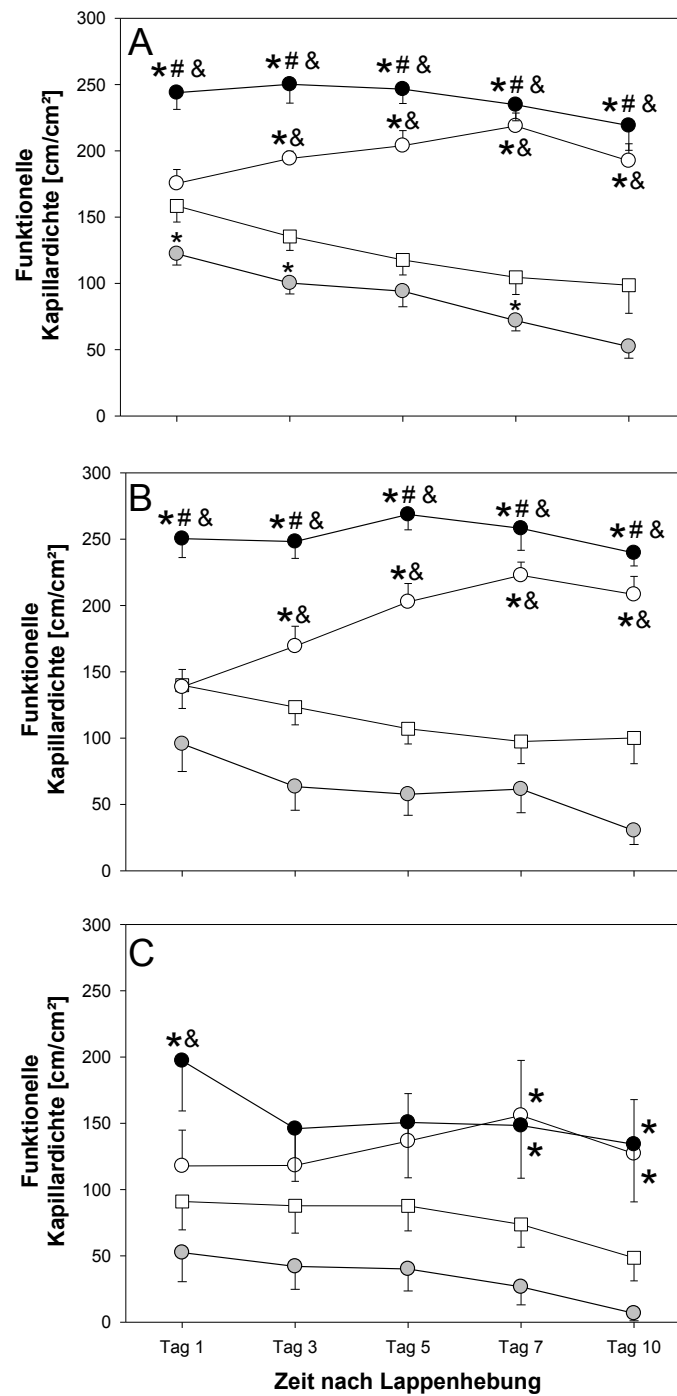 A
300
250
200
150
100
50
0
Funktionelle
Kapillardichte [cm/cm²]
*# & *# & *# & *# & *# &
*& *& *& *&
* * *
B
300
250
200
150
100
50
0
Funktionelle
Kapillardichte [cm/cm²]
*# & *# & *# & *# & *# &
*& *& *& *&
C
300
250
200
150
100
50
0
Funktionelle
Kapillardichte [cm/cm²]
*& * *
* *
Tag 1 Tag 3 Tag 5 Tag 7 Tag 10
Zeit nach Lappenhebung